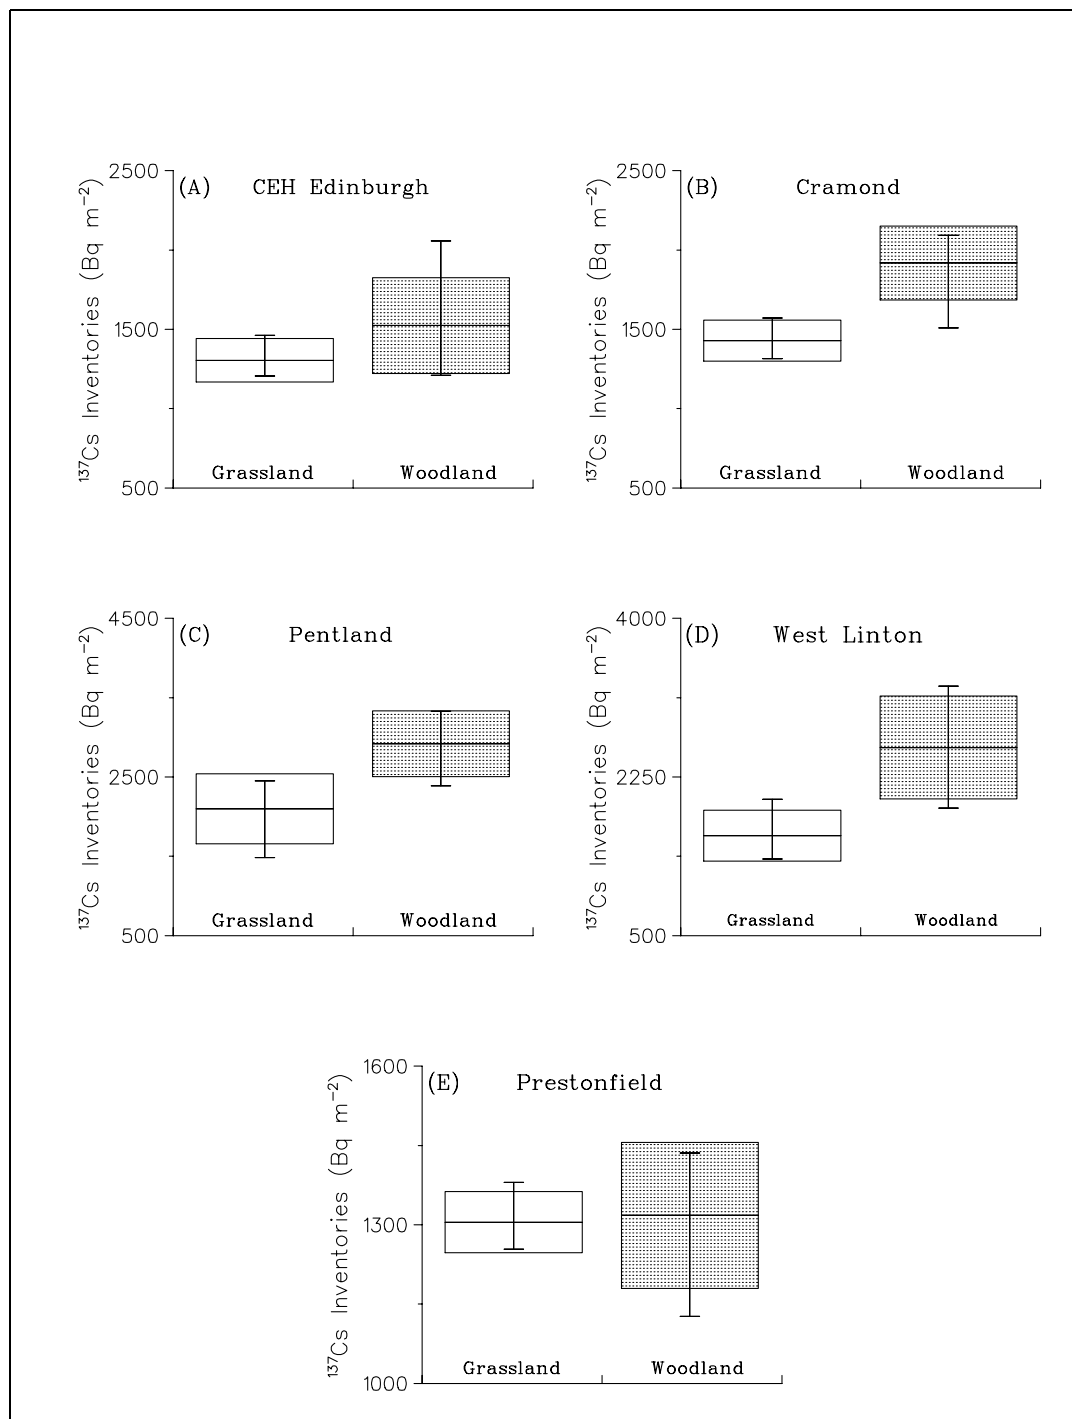 (A) CEH Edinburgh
2500
1500
500
¹³⁷Cs Inventories (Bq m⁻²)
Grassland Woodland
(B) Cramond
2500
1500
500
¹³⁷Cs Inventories (Bq m⁻²)
Grassland Woodland
(C) Pentland
4500
2500
500
¹³⁷Cs Inventories (Bq m⁻²)
Grassland Woodland
(D) West Linton
4000
2250
500
¹³⁷Cs Inventories (Bq m⁻²)
Grassland Woodland
(E) Prestonfield
1600
1300
1000
¹³⁷Cs Inventories (Bq m⁻²)
Grassland Woodland